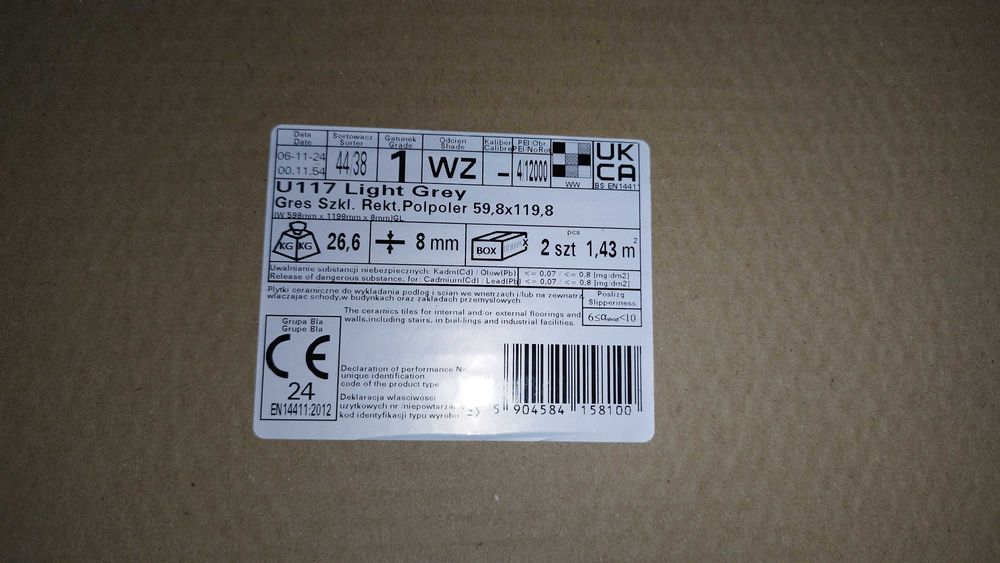 Data Sortowacz Gatunek Odcien Kaliber PEI Obr.
Date Sorter Grade Shade Calibre PEI NoRot
06-11-24 44/38 1 WZ - 4/12000 UK CA
00.11.54 WW BS EN14411
U117 Light Grey
Gres Szkl. Rekt.Polpoler 59,8x119,8
(W 598mm x 1198mm x 8mm)GL
KG KG 26,6 8 mm BOX x 2 szt pcs 1,43 m²
Uwalnianie substancji niebezpiecznych: Kadm(Cd) / Olow(Pb) <= 0.07 / <= 0.8 [mg/dm2]
Release of dangerous substance, for: Cadmium(Cd) / Lead(Pb) <= 0.07 / <= 0.8 [mg/dm2]
Plytki ceramiczne do wykladania podlog i scian we wnetrzach i/lub na zewnatrz,
wlaczajac schody,w budynkach oraz zakladach przemyslowych.
Poslizg
Slipperiness
6≤αshod<10
The ceramics tiles for internal and/or external floorings and
walls,including stairs, in buildings and industrial facilities.
Grupa BIa
Grupe BIa
CE
24
EN14411:2012
Declaration of performance No
unique identification
code of the product type
Deklaracja wlasciwosci
uzytkowych nr /niepowtarzalny
kod identyfikacji typu wyrobu
5 904584 158100